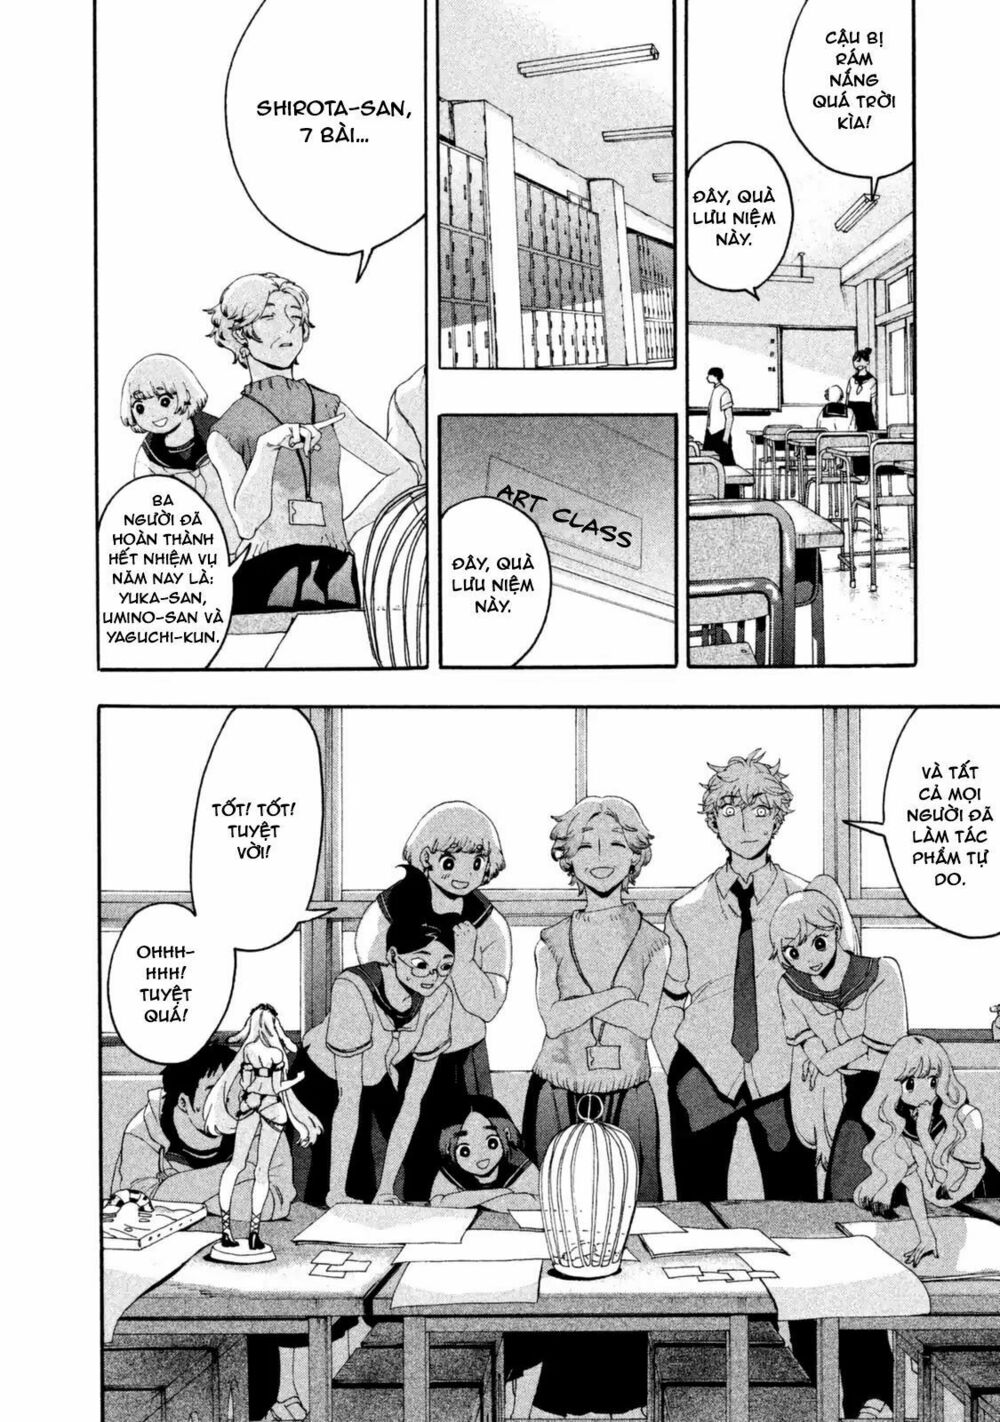 CẬU BỊ
RÁM
NẮNG
QUÁ TRỜI
KÌA!
ĐÂY, QUÀ
LƯU NIỆM
NÀY.
ART CLASS
ĐÂY, QUÀ
LƯU NIỆM
NÀY.
SHIROTA-SAN,
7 BÀI...
BA
NGƯỜI ĐÃ
HOÀN THÀNH
HẾT NHIỆM VỤ
NĂM NAY LÀ:
YUKA-SAN,
UMINO-SAN VÀ
YAGUCHI-KUN.
VÀ TẤT
CẢ MỌI
NGƯỜI ĐÃ
LÀM TÁC
PHẨM TỰ
DO.
TỐT! TỐT!
TUYỆT
VỜI!
OHHH-
HHH!
TUYỆT
QUÁ!